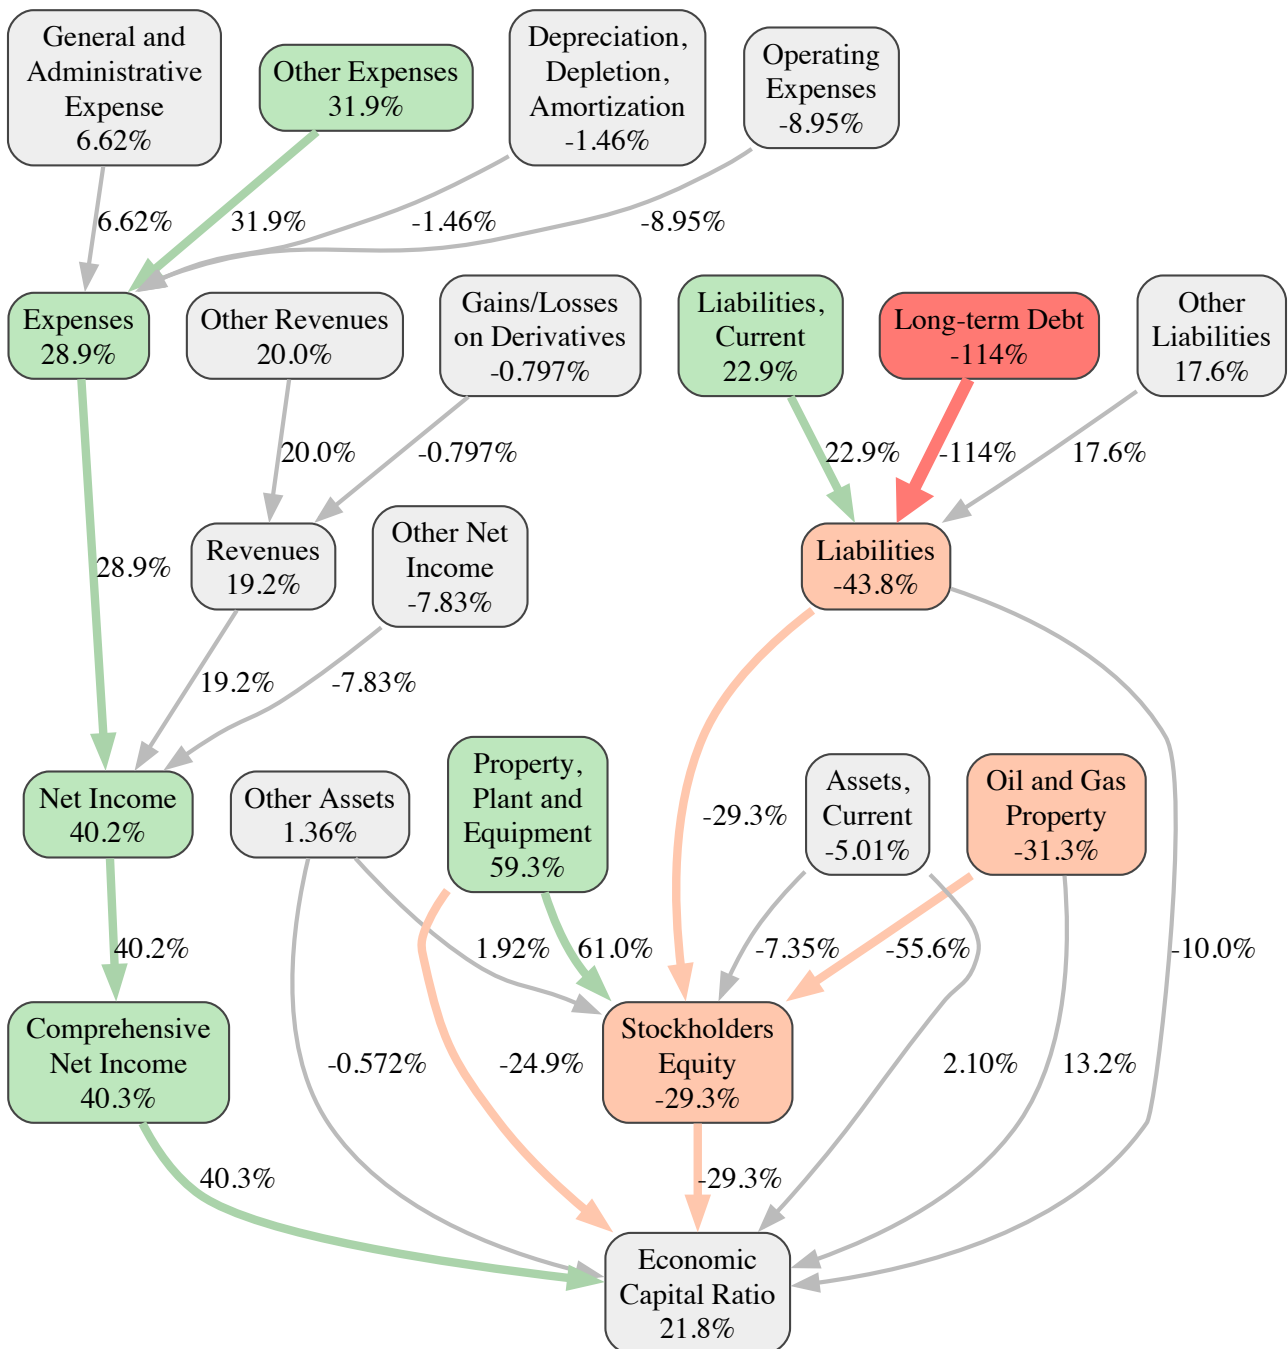 General and
Administrative
Expense
6.62%
Other Expenses
31.9%
Depreciation,
Depletion,
Amortization
-1.46%
Operating
Expenses
-8.95%
6.62%
31.9%
-1.46%
-8.95%
Expenses
28.9%
Other Revenues
20.0%
Gains/Losses
on Derivatives
-0.797%
Liabilities,
Current
22.9%
Long-term Debt
-114%
Other
Liabilities
17.6%
20.0%
-0.797%
22.9%
-114%
17.6%
28.9%
Revenues
19.2%
Other Net
Income
-7.83%
Liabilities
-43.8%
19.2%
-7.83%
Net Income
40.2%
Other Assets
1.36%
Property,
Plant and
Equipment
59.3%
-29.3%
Assets,
Current
-5.01%
Oil and Gas
Property
-31.3%
40.2%
1.92%
61.0%
-7.35%
-55.6%
-10.0%
Comprehensive
Net Income
40.3%
-0.572%
-24.9%
Stockholders
Equity
-29.3%
2.10%
13.2%
40.3%
-29.3%
Economic
Capital Ratio
21.8%